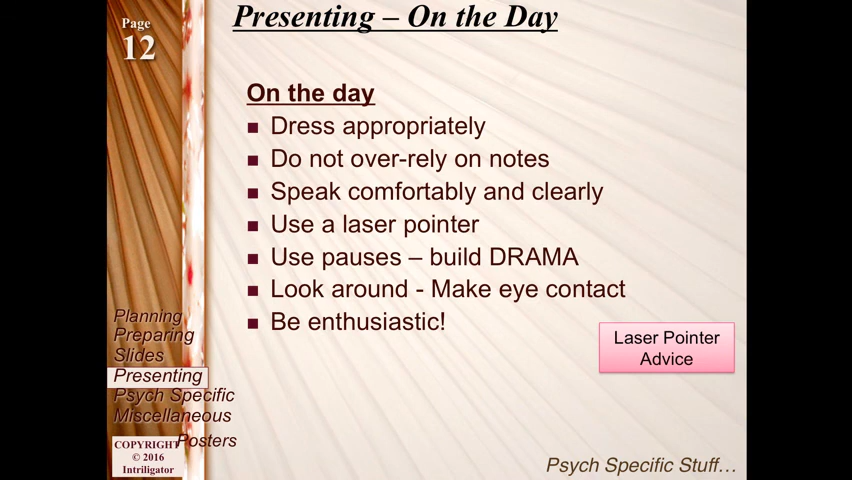 Page
12
Presenting – On the Day
On the day
Dress appropriately
Do not over-rely on notes
Speak comfortably and clearly
Use a laser pointer
Use pauses – build DRAMA
Look around - Make eye contact
Be enthusiastic!
Laser Pointer
Advice
Planning
Preparing
Slides
Presenting
Psych Specific
Miscellaneous
Posters
COPYRIGHT
© 2016
Intriligator
Psych Specific Stuff…